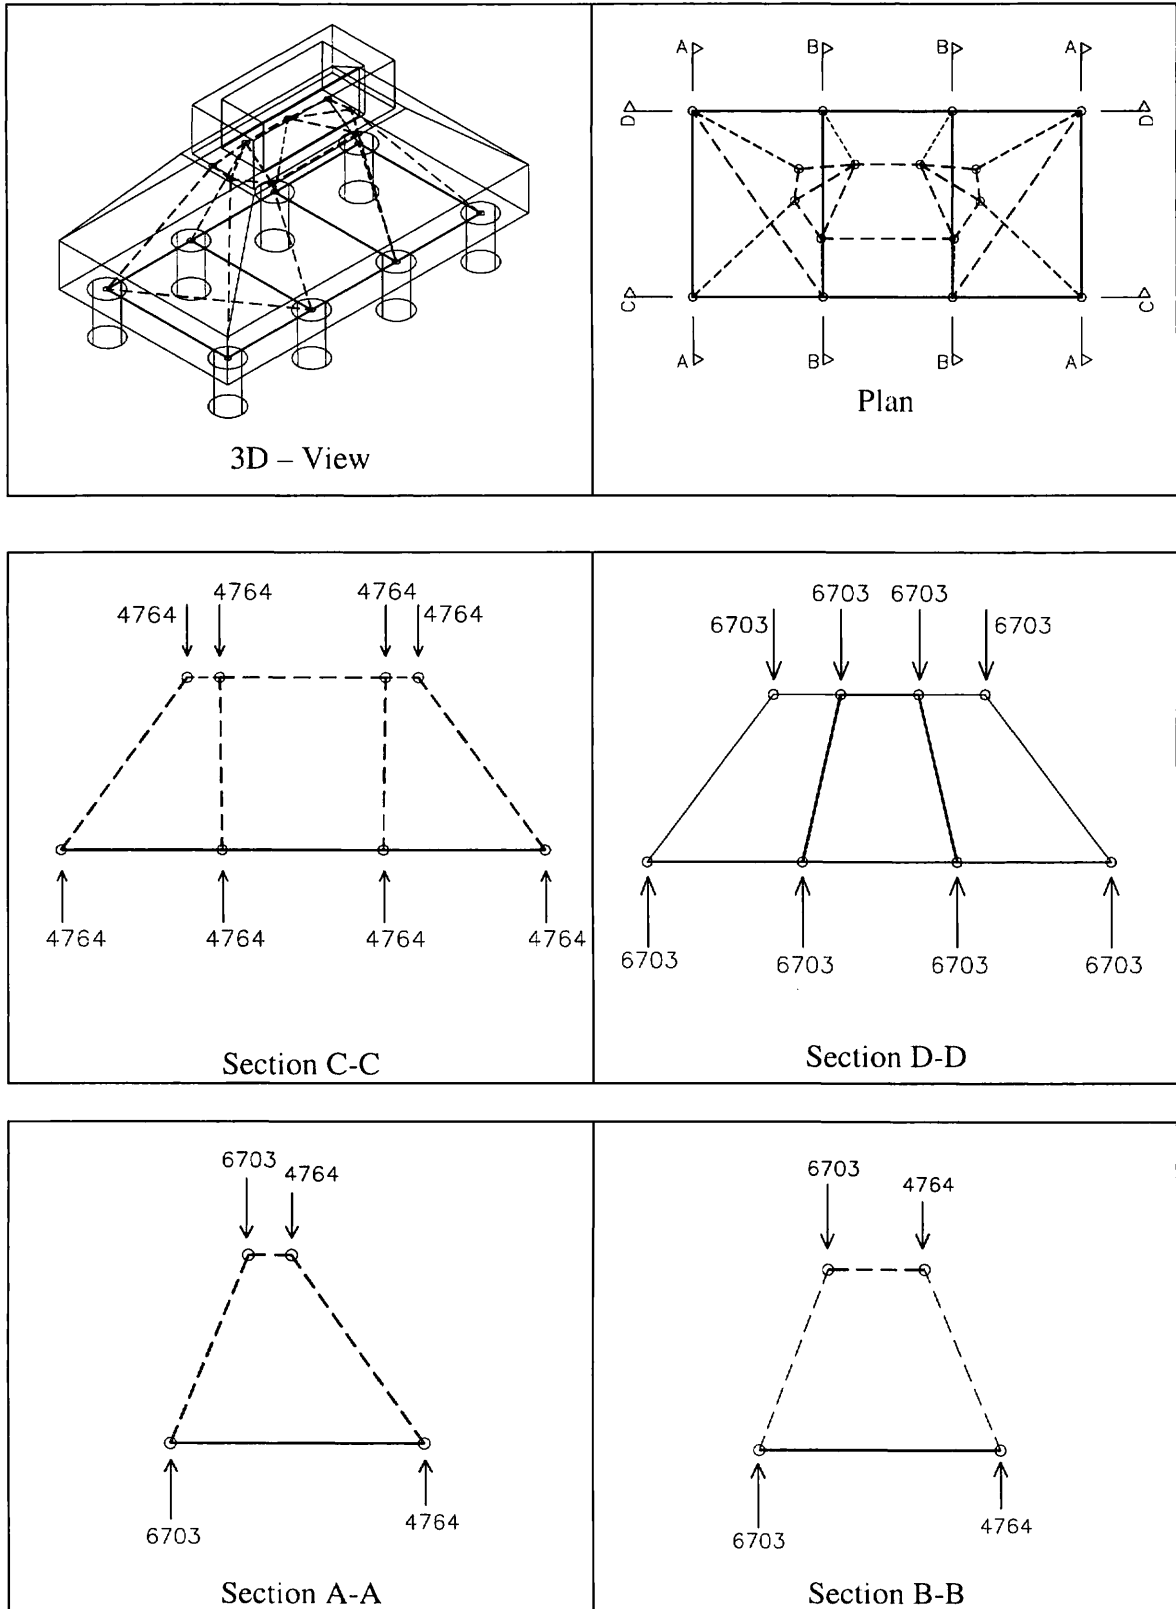 A B B A
D D
C C
A B B A
Plan
3D – View
4764 4764 4764 4764
4764 4764 4764 4764
Section C-C
6703 6703 6703 6703
6703 6703 6703 6703
Section D-D
6703 4764
6703 4764
Section A-A
6703 4764
6703 4764
Section B-B